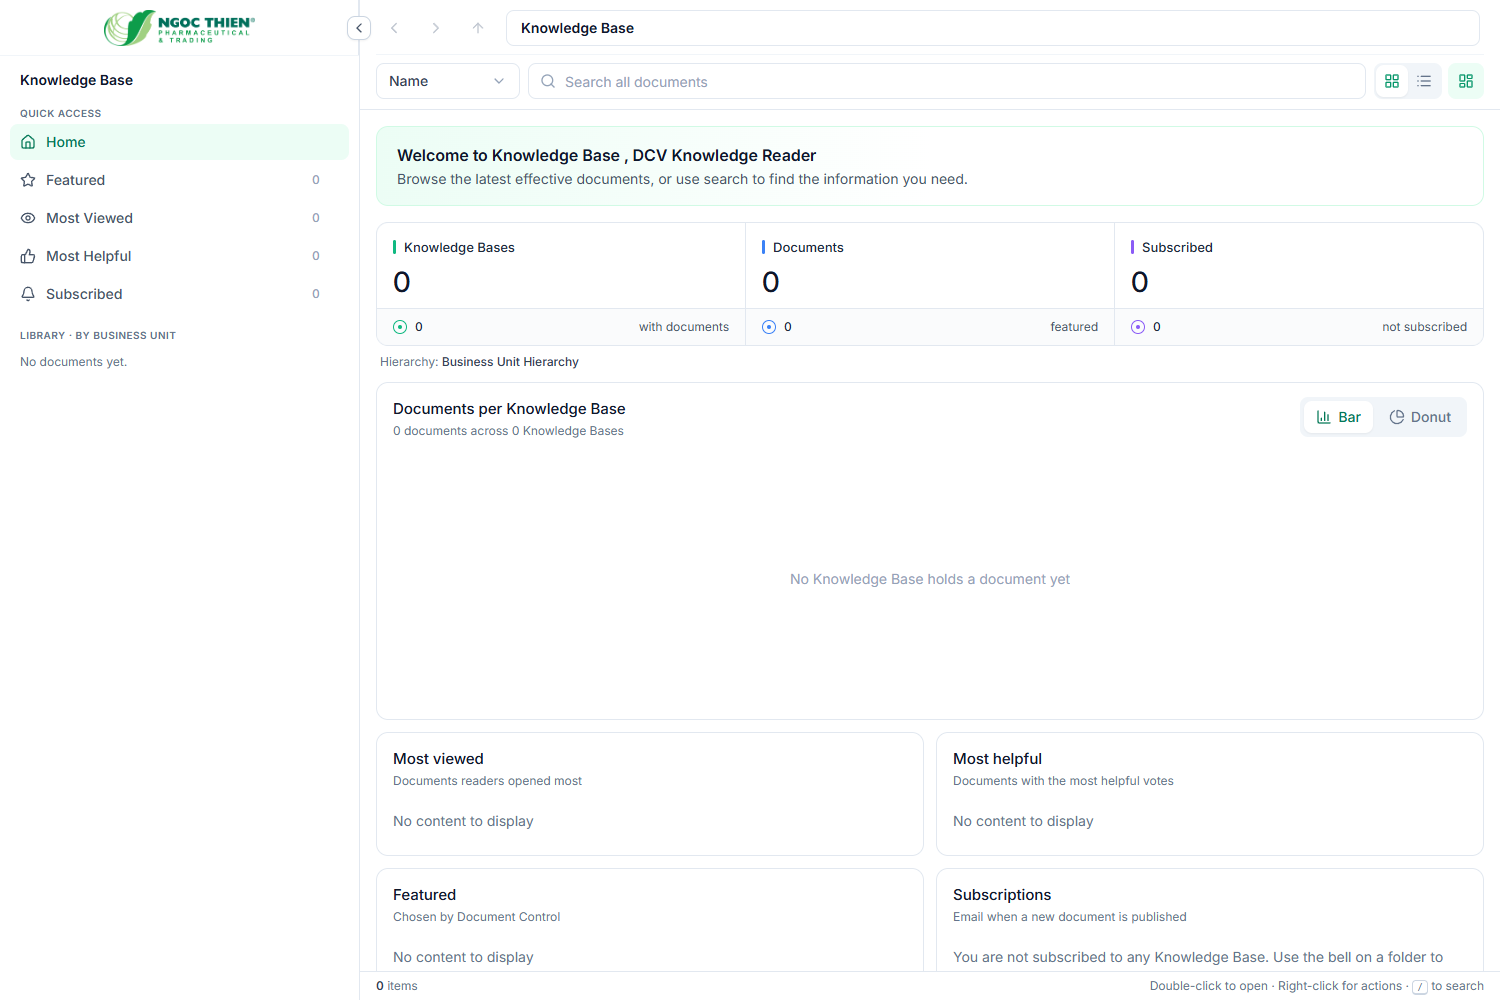 NGOC THIEN®
PHARMACEUTICAL
& TRADING
Knowledge Base
Knowledge Base
QUICK ACCESS
Home
Featured 0
Most Viewed 0
Most Helpful 0
Subscribed 0
LIBRARY · BY BUSINESS UNIT
No documents yet.
Name
Search all documents
Welcome to Knowledge Base , DCV Knowledge Reader
Browse the latest effective documents, or use search to find the information you need.
Knowledge Bases
0
0 with documents
Documents
0
0 featured
Subscribed
0
0 not subscribed
Hierarchy: Business Unit Hierarchy
Documents per Knowledge Base
0 documents across 0 Knowledge Bases
Bar
Donut
No Knowledge Base holds a document yet
Most viewed
Documents readers opened most
No content to display
Most helpful
Documents with the most helpful votes
No content to display
Featured
Chosen by Document Control
No content to display
Subscriptions
Email when a new document is published
You are not subscribed to any Knowledge Base. Use the bell on a folder to
0 items
Double-click to open · Right-click for actions · / to search